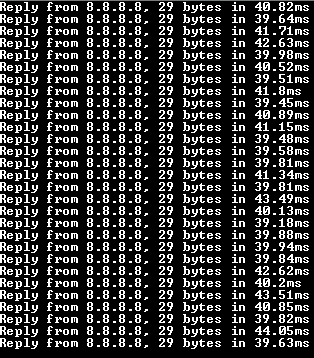 Reply from 8.8.8.8, 29 bytes in 40.82ms
Reply from 8.8.8.8, 29 bytes in 39.64ms
Reply from 8.8.8.8, 29 bytes in 41.71ms
Reply from 8.8.8.8, 29 bytes in 42.63ms
Reply from 8.8.8.8, 29 bytes in 39.98ms
Reply from 8.8.8.8, 29 bytes in 40.52ms
Reply from 8.8.8.8, 29 bytes in 39.51ms
Reply from 8.8.8.8, 29 bytes in 41.8ms
Reply from 8.8.8.8, 29 bytes in 39.45ms
Reply from 8.8.8.8, 29 bytes in 40.89ms
Reply from 8.8.8.8, 29 bytes in 41.15ms
Reply from 8.8.8.8, 29 bytes in 39.48ms
Reply from 8.8.8.8, 29 bytes in 39.58ms
Reply from 8.8.8.8, 29 bytes in 39.81ms
Reply from 8.8.8.8, 29 bytes in 41.34ms
Reply from 8.8.8.8, 29 bytes in 39.81ms
Reply from 8.8.8.8, 29 bytes in 43.49ms
Reply from 8.8.8.8, 29 bytes in 40.13ms
Reply from 8.8.8.8, 29 bytes in 39.18ms
Reply from 8.8.8.8, 29 bytes in 39.88ms
Reply from 8.8.8.8, 29 bytes in 39.94ms
Reply from 8.8.8.8, 29 bytes in 39.84ms
Reply from 8.8.8.8, 29 bytes in 42.62ms
Reply from 8.8.8.8, 29 bytes in 40.2ms
Reply from 8.8.8.8, 29 bytes in 43.51ms
Reply from 8.8.8.8, 29 bytes in 40.85ms
Reply from 8.8.8.8, 29 bytes in 39.82ms
Reply from 8.8.8.8, 29 bytes in 44.05ms
Reply from 8.8.8.8, 29 bytes in 39.63ms